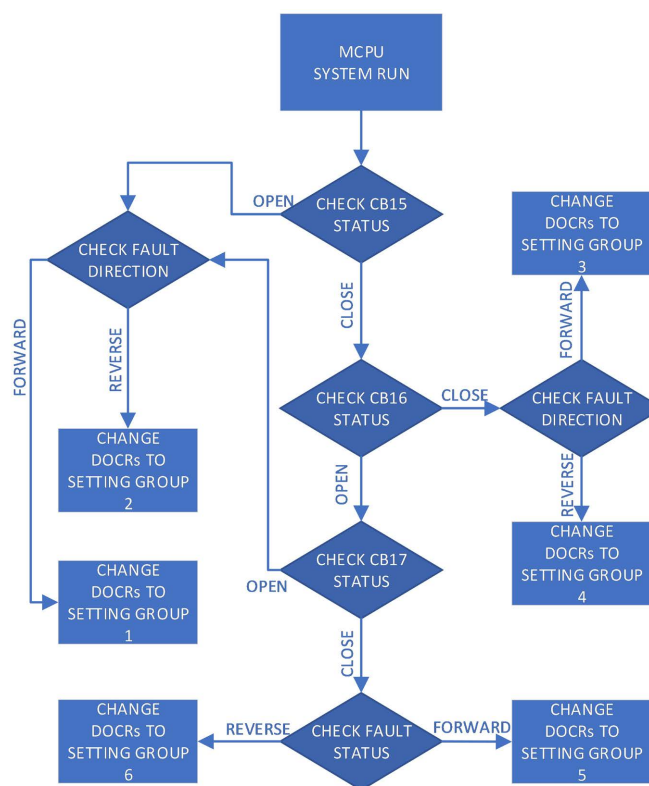 MCPU
SYSTEM RUN
OPEN
CHECK CB15
STATUS
CHANGE
DOCRs TO
SETTING GROUP
3
CHECK FAULT
DIRECTION
CLOSE
FORWARD
FORWARD
REVERSE
CHECK CB16
STATUS
CLOSE
CHECK FAULT
DIRECTION
CHANGE
DOCRs TO
SETTING GROUP
2
OPEN
REVERSE
CHANGE
DOCRs TO
SETTING GROUP
4
CHECK CB17
STATUS
OPEN
CHANGE
DOCRs TO
SETTING GROUP
1
CLOSE
CHANGE
DOCRs TO
SETTING GROUP
6
REVERSE
CHECK FAULT
STATUS
FORWARD
CHANGE
DOCRs TO
SETTING GROUP
5